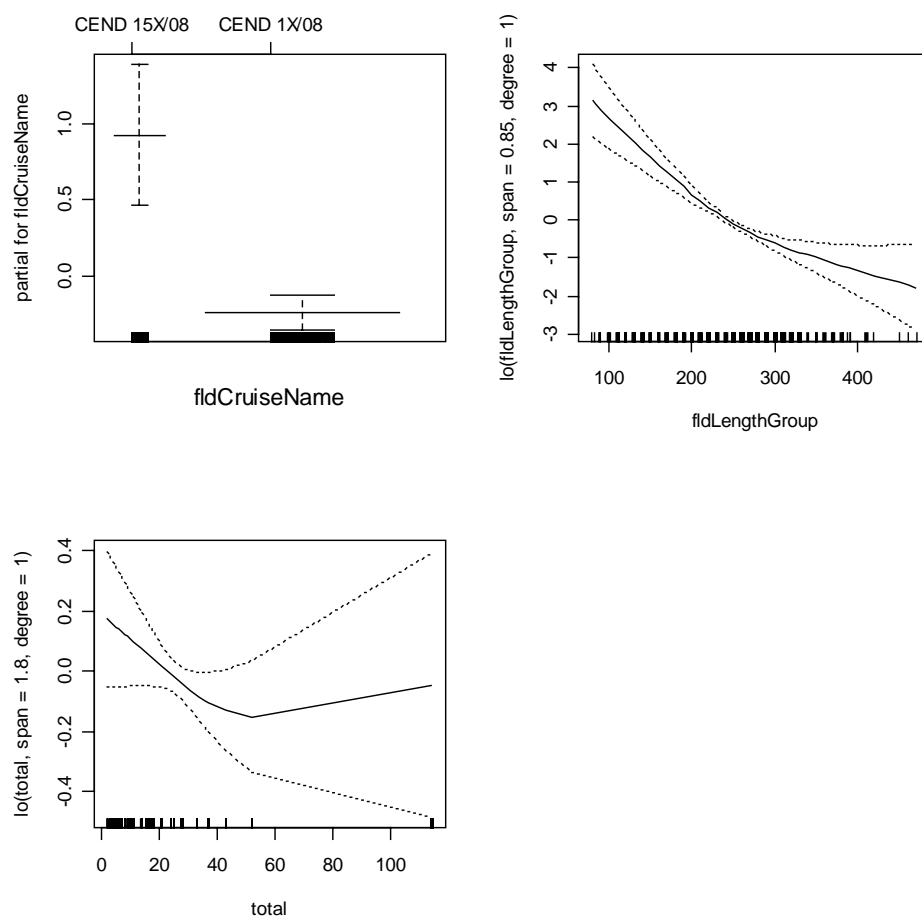 CEND 15X/08 CEND 1X/08
partial for fldCruiseName
1.0
0.5
0.0
fldCruiseName
lo(fldLengthGroup, span = 0.85, degree = 1)
4
3
2
1
0
-1
-2
-3
100 200 300 400
fldLengthGroup
lo(total, span = 1.8, degree = 1)
0.4
0.2
0.0
-0.2
-0.4
0 20 40 60 80 100
total